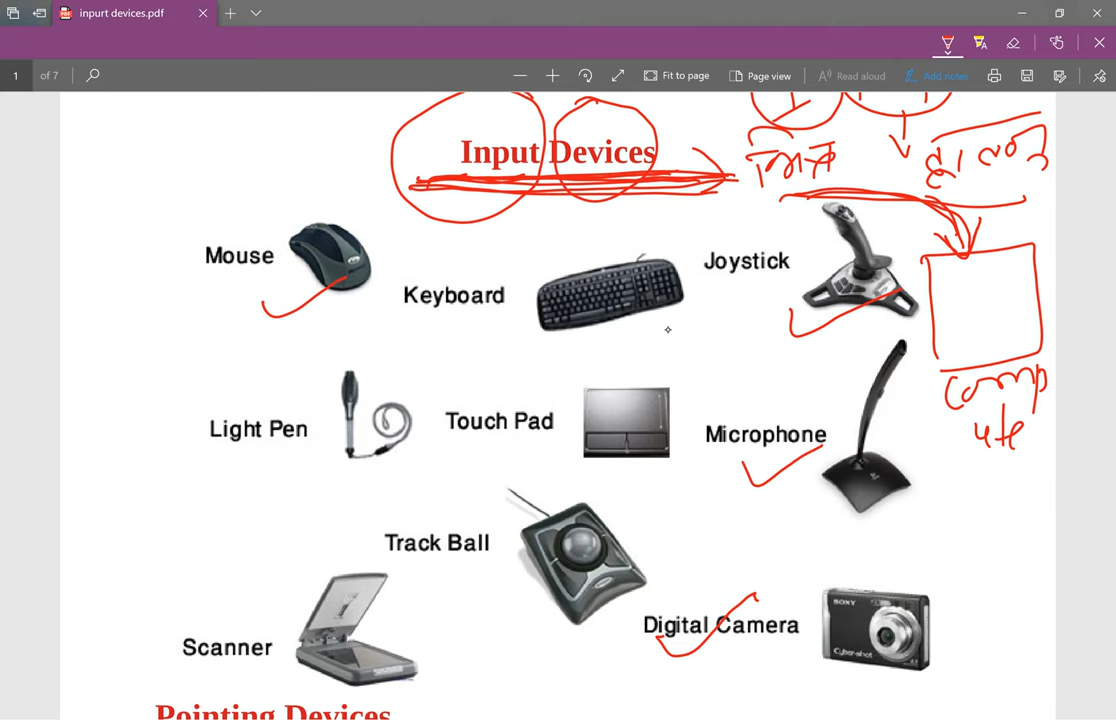 inpurt devices.pdf
1 of 7
Fit to page
Page view
Read aloud
Add notes
Input Devices
Mouse
Keyboard
Joystick
Light Pen
Touch Pad
Microphone
Comp
ute
Track Ball
Digital Camera
SONY
Cyber-shot
Scanner
Pointing Devices